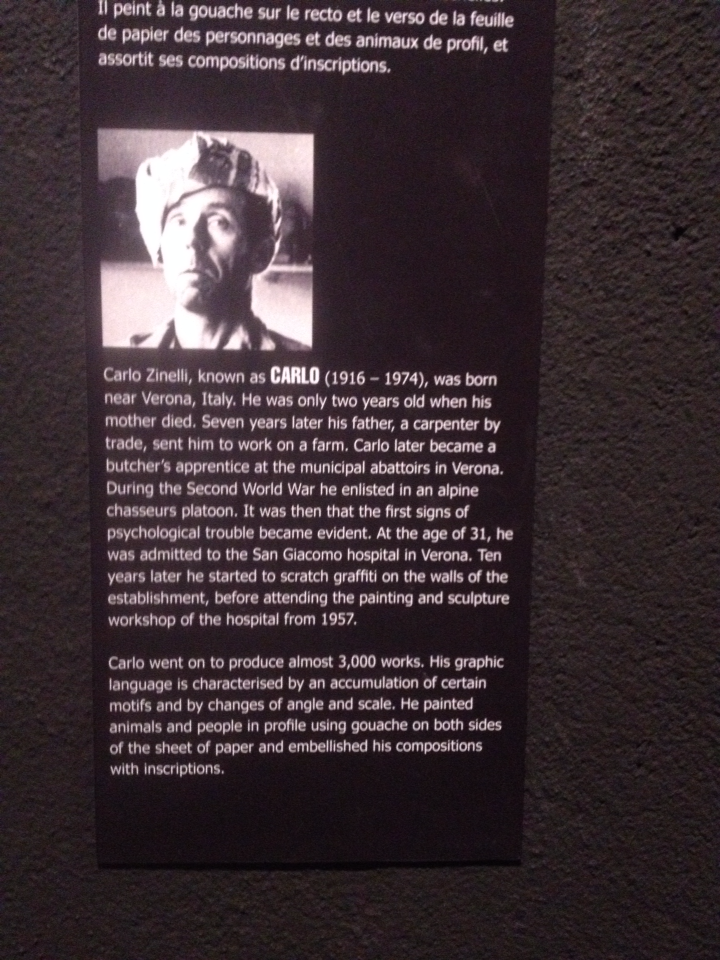 Il peint à la gouache sur le recto et le verso de la feuille
de papier des personnages et des animaux de profil, et
assortit ses compositions d'inscriptions.
Carlo Zinelli, known as CARLO (1916 – 1974), was born
near Verona, Italy. He was only two years old when his
mother died. Seven years later his father, a carpenter by
trade, sent him to work on a farm. Carlo later became a
butcher's apprentice at the municipal abattoirs in Verona.
During the Second World War he enlisted in an alpine
chasseurs platoon. It was then that the first signs of
psychological trouble became evident. At the age of 31, he
was admitted to the San Giacomo hospital in Verona. Ten
years later he started to scratch graffiti on the walls of the
establishment, before attending the painting and sculpture
workshop of the hospital from 1957.
Carlo went on to produce almost 3,000 works. His graphic
language is characterised by an accumulation of certain
motifs and by changes of angle and scale. He painted
animals and people in profile using gouache on both sides
of the sheet of paper and embellished his compositions
with inscriptions.